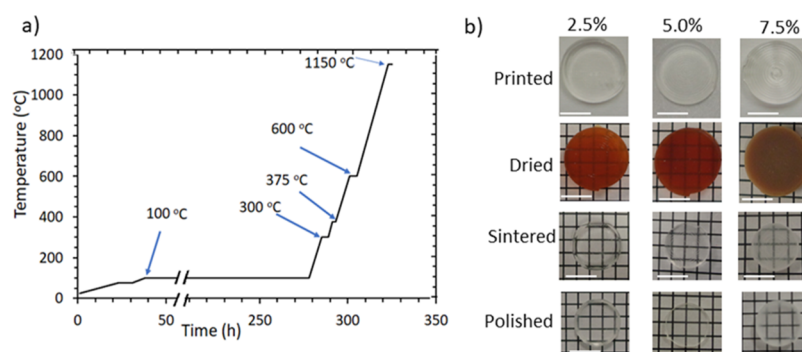 a)
1200
1000
800
600
400
200
0
Temperature (°C)
1150 °C
600 °C
375 °C
300 °C
100 °C
0
50
250
300
350
Time (h)
b)
2.5%
5.0%
7.5%
Printed
Dried
Sintered
Polished